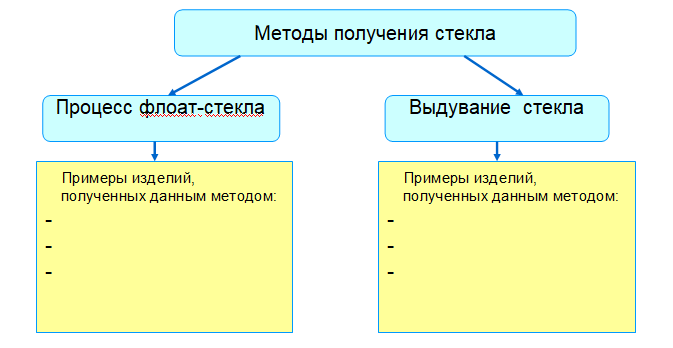 Методы получения стекла
Процесс флоат-стекла
Выдувание стекла
Примеры изделий,
полученных данным методом:
-
-
-
Примеры изделий,
полученных данным методом:
-
-
-